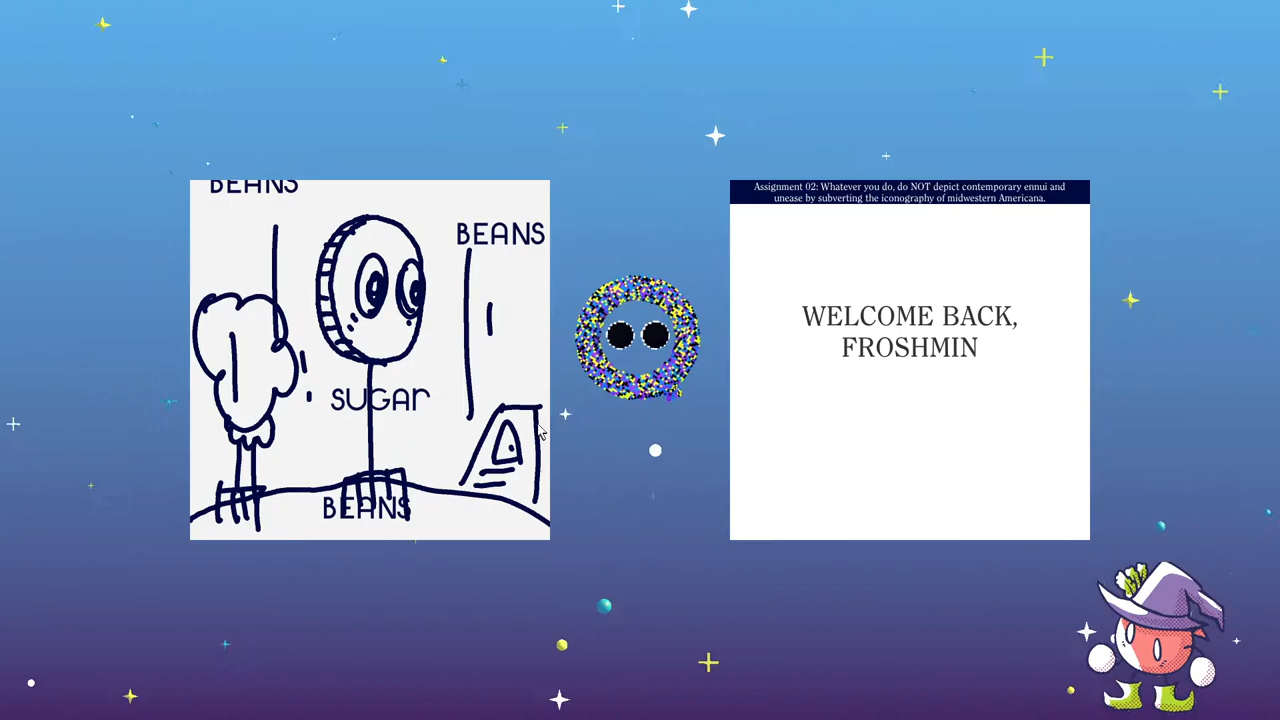 BEANS
BEANS
SUGAR
BEANS
Assignment 02: Whatever you do, do NOT depict contemporary ennui and
unease by subverting the iconography of midwestern Americana.
WELCOME BACK,
FROSHMIN